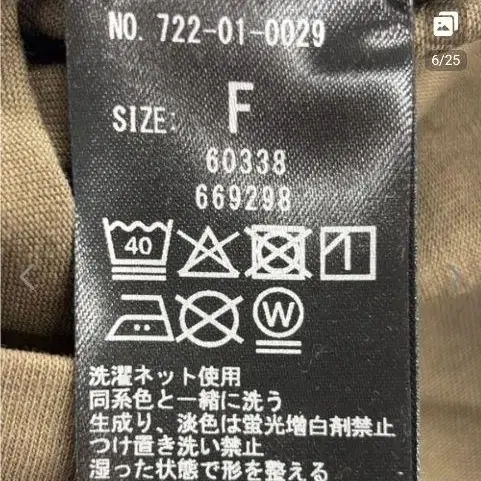 6/25
NO. 722-01-0029
SIZE: F
60338
669298
40
W
洗濯ネット使用
同系色と一緒に洗う
生成り、淡色は蛍光増白剤禁止
つけ置き洗い禁止
湿った状態で形を整える